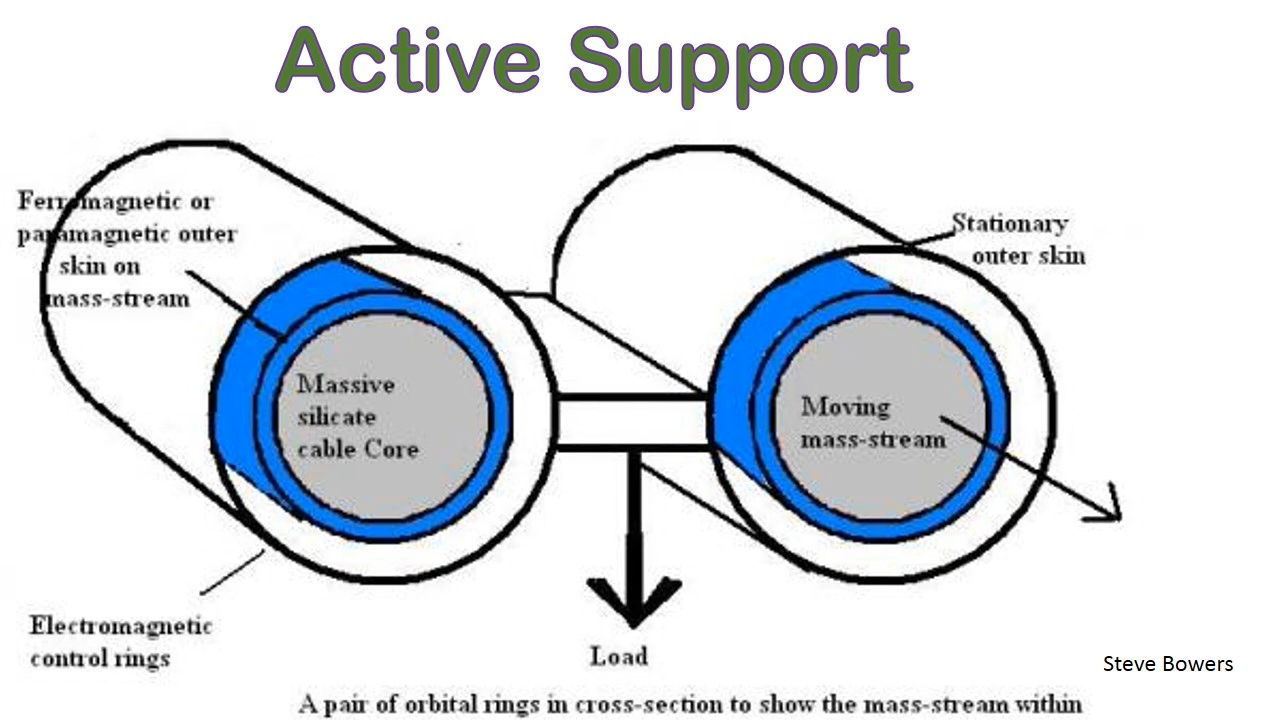 Active Support
Ferromagnetic or
paramagnetic outer
skin on
mass-stream
Stationary
outer skin
Massive
silicate
cable Core
Moving
mass-stream
Electromagnetic
control rings
Load
Steve Bowers
A pair of orbital rings in cross-section to show the mass-stream within